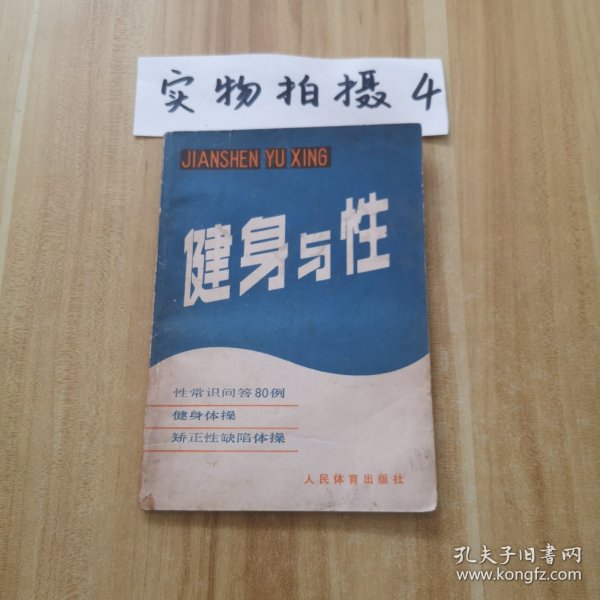 实物拍摄4
JIANSHEN YU XING
健身与性
性常识问答80例
健身体操
矫正性缺陷体操
人民体育出版社
孔夫子旧书网
www.kongfz.com